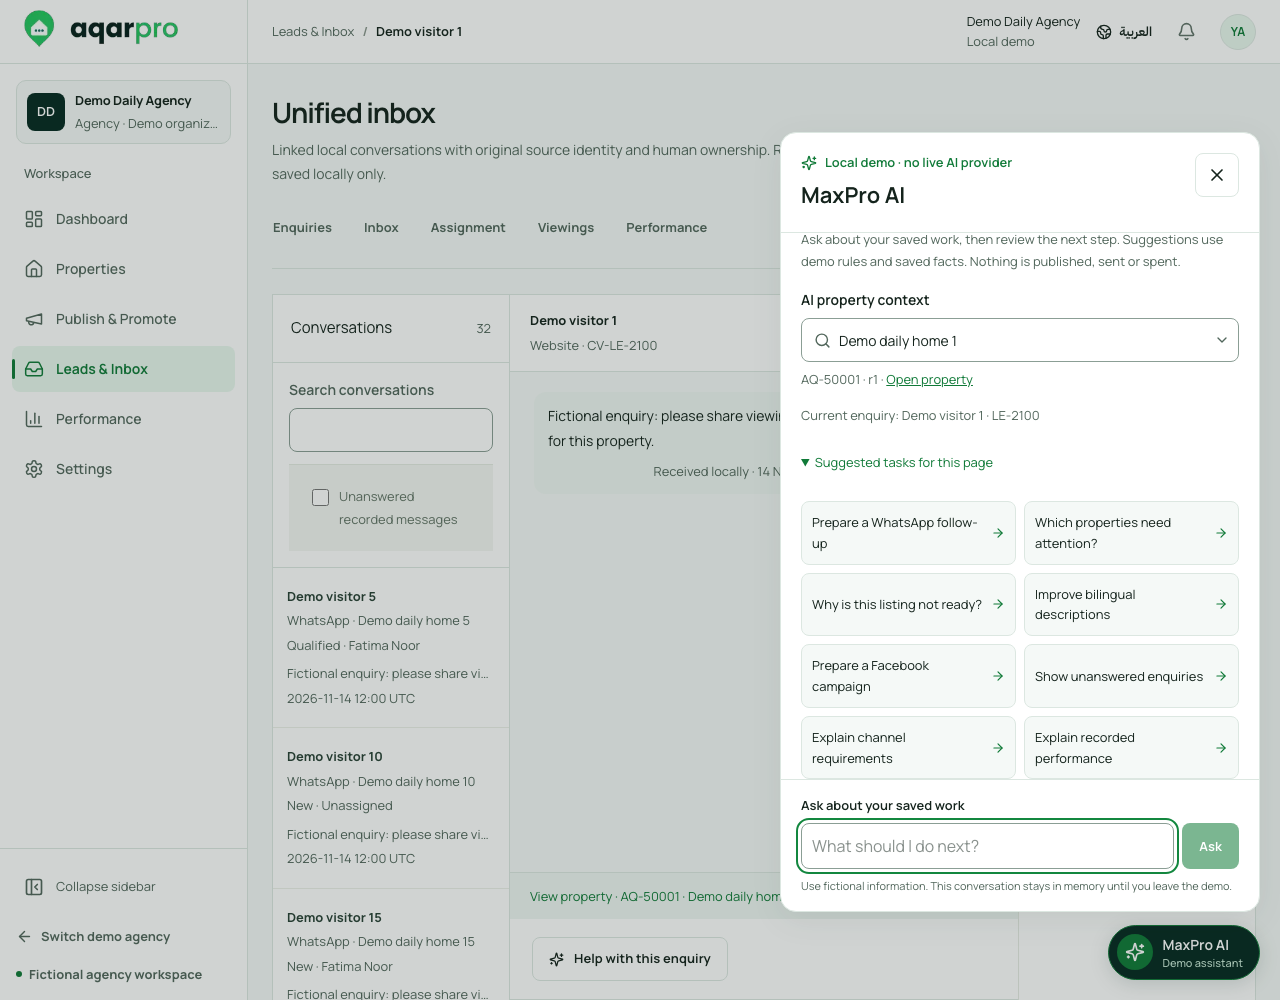 aqarpro
Leads & Inbox / Demo visitor 1
Demo Daily Agency
Local demo
العربية
YA
DD
Demo Daily Agency
Agency · Demo organiz...
Workspace
Dashboard
Properties
Publish & Promote
Leads & Inbox
Performance
Settings
Collapse sidebar
Switch demo agency
Fictional agency workspace
Unified inbox
Linked local conversations with original source identity and human ownership. R
saved locally only.
Enquiries
Inbox
Assignment
Viewings
Performance
Conversations
32
Search conversations
Unanswered
recorded messages
Demo visitor 5
WhatsApp · Demo daily home 5
Qualified · Fatima Noor
Fictional enquiry: please share vi...
2026-11-14 12:00 UTC
Demo visitor 10
WhatsApp · Demo daily home 10
New · Unassigned
Fictional enquiry: please share vi...
2026-11-14 12:00 UTC
Demo visitor 15
WhatsApp · Demo daily home 15
New · Fatima Noor
Fictional enquiry: please share vi...
Demo visitor 1
Website · CV-LE-2100
Fictional enquiry: please share viewin
for this property.
Received locally · 14 N
View property · AQ-50001 · Demo daily hom
Help with this enquiry
Local demo · no live AI provider
MaxPro AI
Ask about your saved work, then review the next step. Suggestions use
demo rules and saved facts. Nothing is published, sent or spent.
AI property context
Demo daily home 1
AQ-50001 · r1 · Open property
Current enquiry: Demo visitor 1 · LE-2100
Suggested tasks for this page
Prepare a WhatsApp follow-
up
Which properties need
attention?
Why is this listing not ready?
Improve bilingual
descriptions
Prepare a Facebook
campaign
Show unanswered enquiries
Explain channel
requirements
Explain recorded
performance
Ask about your saved work
What should I do next?
Ask
Use fictional information. This conversation stays in memory until you leave the demo.
MaxPro AI
Demo assistant